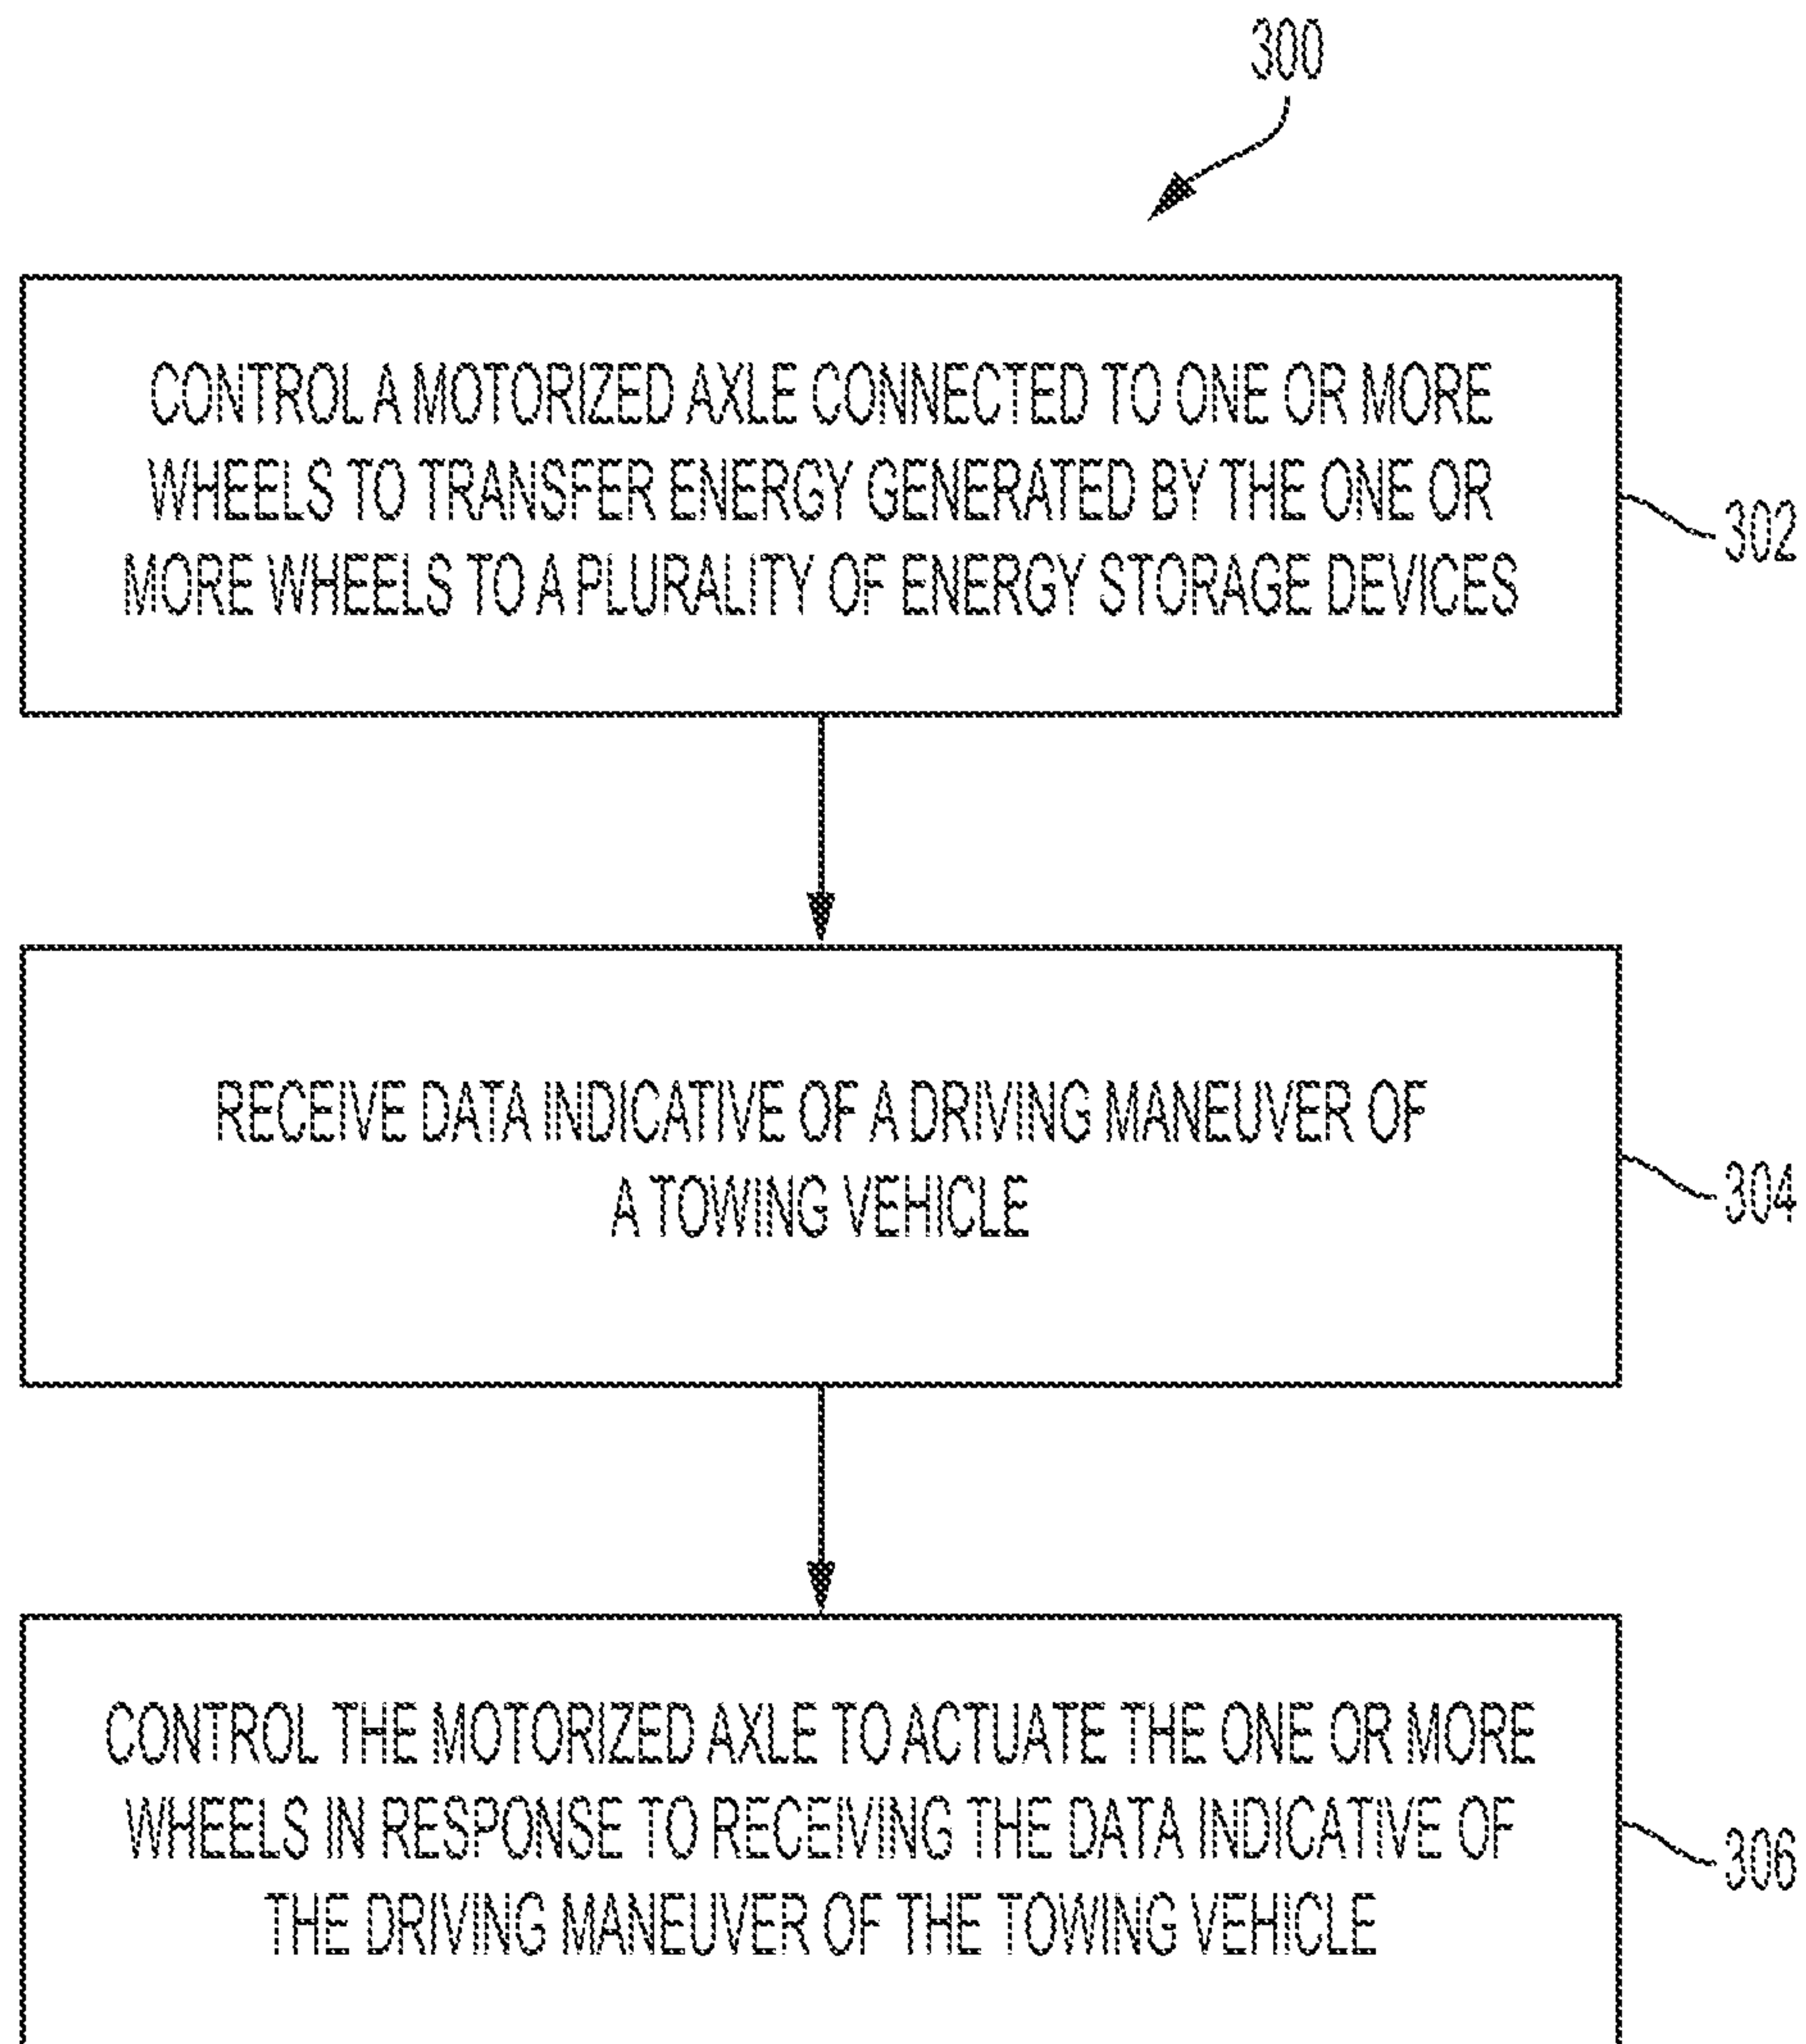 300
CONTROL A MOTORIZED AXLE CONNECTED TO ONE OR MORE
WHEELS TO TRANSFER ENERGY GENERATED BY THE ONE OR
MORE WHEELS TO A PLURALITY OF ENERGY STORAGE DEVICES
302
RECEIVE DATA INDICATIVE OF A DRIVING MANEUVER OF
A TOWING VEHICLE
304
CONTROL THE MOTORIZED AXLE TO ACTUATE THE ONE OR MORE
WHEELS IN RESPONSE TO RECEIVING THE DATA INDICATIVE OF
THE DRIVING MANEUVER OF THE TOWING VEHICLE
306